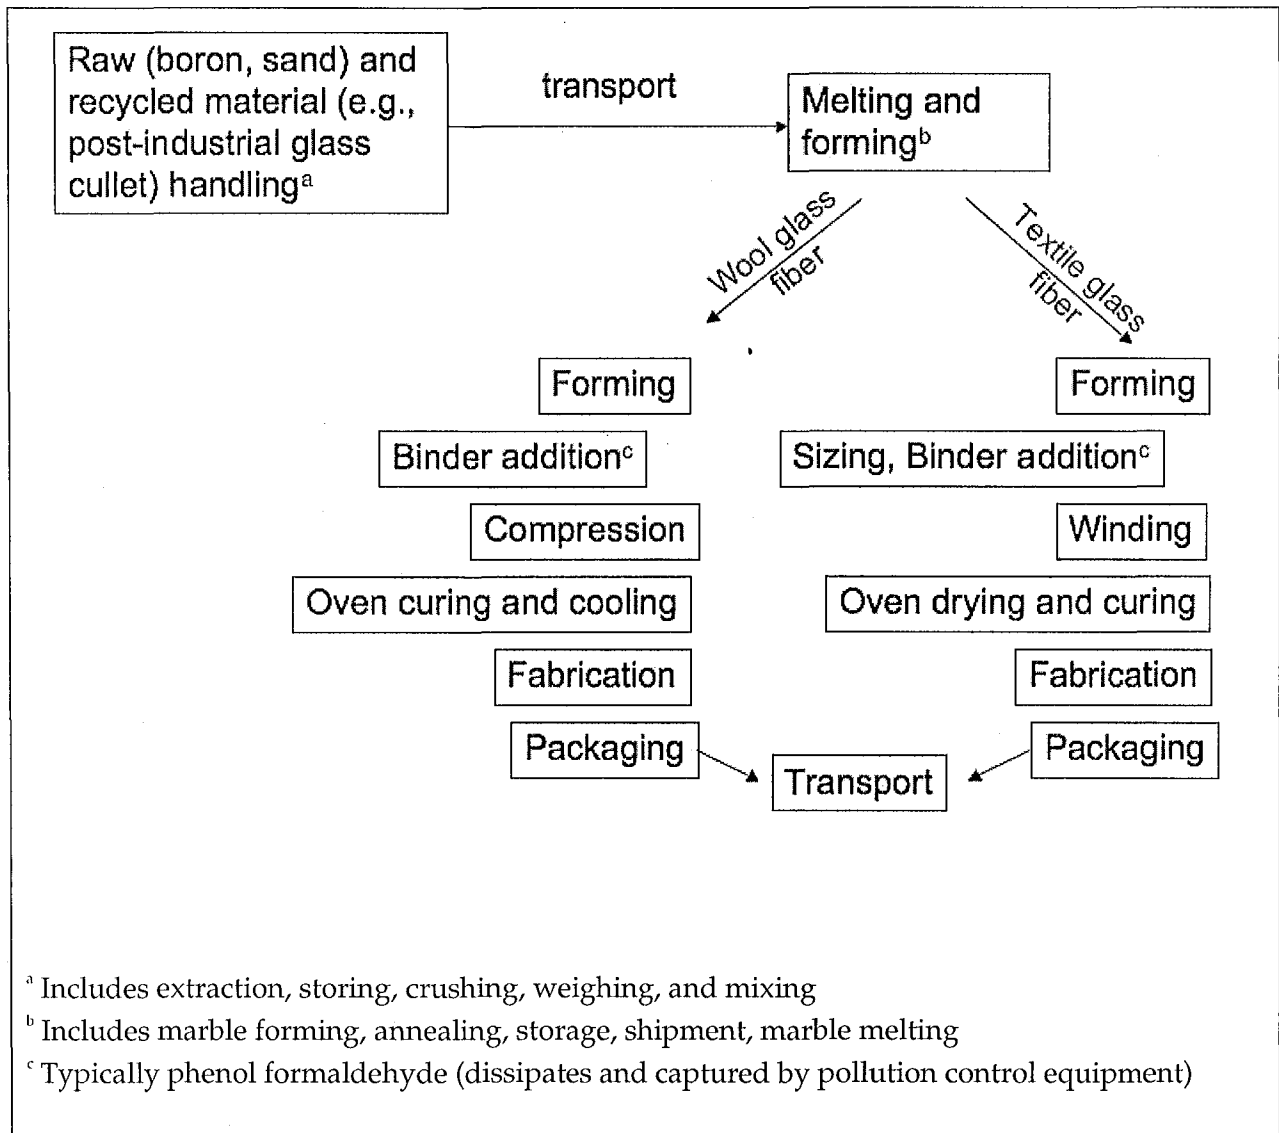 Raw (boron, sand) and
recycled material (e.g.,
post-industrial glass
cullet) handlingᵃ
transport
Melting and
formingᵇ
Wool glass
fiber
Textile glass
fiber
Forming
Forming
Binder additionᶜ
Sizing, Binder additionᶜ
Compression
Winding
Oven curing and cooling
Oven drying and curing
Fabrication
Fabrication
Packaging
Packaging
Transport
ᵃ Includes extraction, storing, crushing, weighing, and mixing
ᵇ Includes marble forming, annealing, storage, shipment, marble melting
ᶜ Typically phenol formaldehyde (dissipates and captured by pollution control equipment)